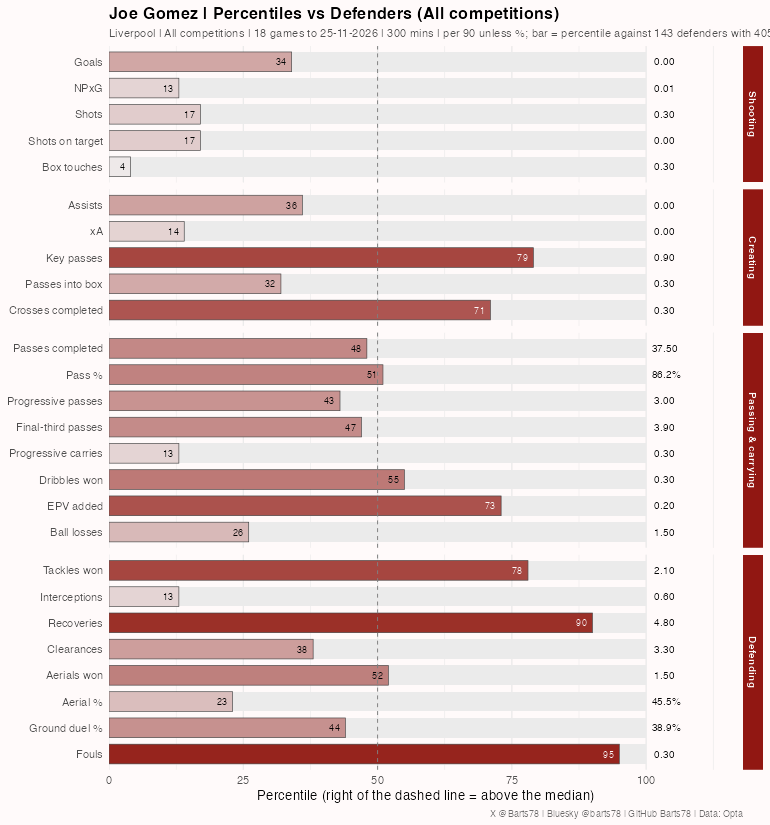 Joe Gomez | Percentiles vs Defenders (All competitions)
Liverpool | All competitions | 18 games to 25-11-2026 | 300 mins | per 90 unless %; bar = percentile against 143 defenders with 405
Goals 34 0.00
NPxG 13 0.01
Shots 17 0.30
Shots on target 17 0.00
Box touches 4 0.30
Shooting
Assists 36 0.00
xA 14 0.00
Key passes 79 0.90
Passes into box 32 0.30
Crosses completed 71 0.30
Creating
Passes completed 48 37.50
Pass % 51 86.2%
Progressive passes 43 3.00
Final-third passes 47 3.90
Progressive carries 13 0.30
Dribbles won 55 0.30
EPV added 73 0.20
Ball losses 26 1.50
Passing & carrying
Tackles won 78 2.10
Interceptions 13 0.60
Recoveries 90 4.80
Clearances 38 3.30
Aerials won 52 1.50
Aerial % 23 45.5%
Ground duel % 44 38.9%
Fouls 95 0.30
Defending
0 25 50 75 100
Percentile (right of the dashed line = above the median)
X @Barts78 | Bluesky @barts78 | GitHub Barts78 | Data: Opta